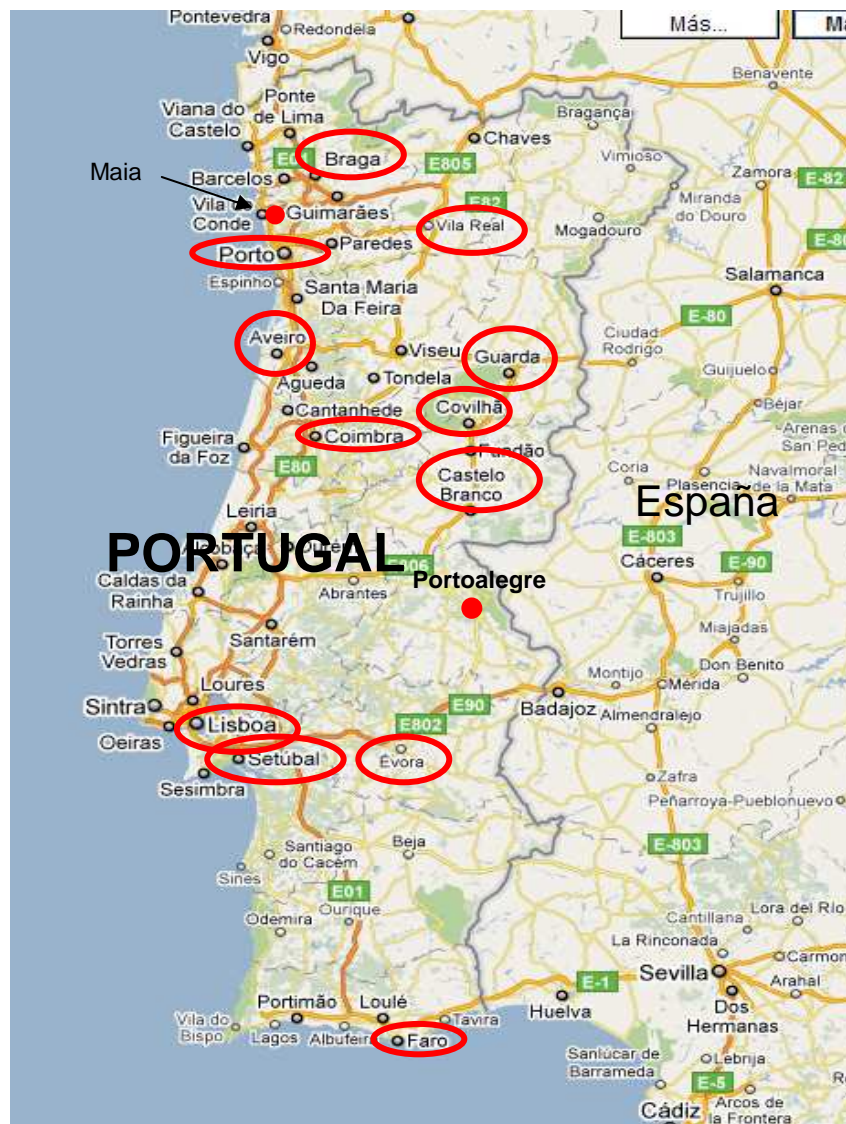 Pontevedra
Redondela
Más...
Vigo
Benavente
Viana do
Castelo
Ponte
de Lima
Bragança
Chaves
E01
Braga
E805
Vimioso
Maia
Barcelos
Zamora
E-82
Vila do
Conde
Guimarães
E82
Vila Real
Miranda
do Douro
Mogadouro
Porto
Paredes
Espinho
Santa Maria
Da Feira
Salamanca
E-80
Aveiro
Viseu
Guarda
Ciudad
Rodrigo
Guijuelo
Agueda
Tondela
Cantanhede
Covilhã
Béjar
Figueira
da Foz
Coimbra
Fundão
Arenas
San Ped
E80
Castelo
Branco
Coria
Plasencia
Navalmoral
de la Mata
España
Leiria
PORTUGAL
E-803
E-90
Caldas da
Rainha
Abrantes
Portoalegre
Cáceres
Trujillo
Santarém
Miajadas
Torres
Vedras
Montijo
Don Benito
Mérida
Loures
Sintra
E90
Badajoz
Almendralejo
Lisboa
E802
Oeiras
Setúbal
Évora
Zafra
Sesimbra
Peñarroya-Pueblonuevo
Santiago
do Cacém
Beja
E-803
Sines
E01
Ourique
Odemira
Cantillana
Lora del Río
La Rinconada
Carmon
Sevilla
Arahal
E-1
Dos
Hermanas
Portimão
Loulé
Huelva
Vila do
Bispo
Lagos
Albufeira
Tavira
Faro
Sanlúcar de
Barrameda
Lebrija
E-5
Cádiz
Arcos de
la Frontera